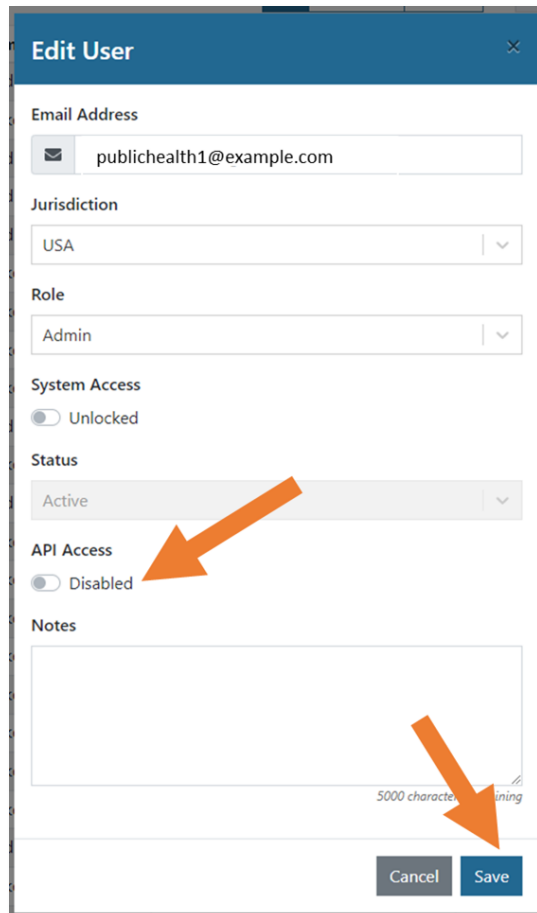 Edit User
×
Email Address
publichealth1@example.com
Jurisdiction
USA
Role
Admin
System Access
Unlocked
Status
Active
API Access
Disabled
Notes
5000
Cancel Save